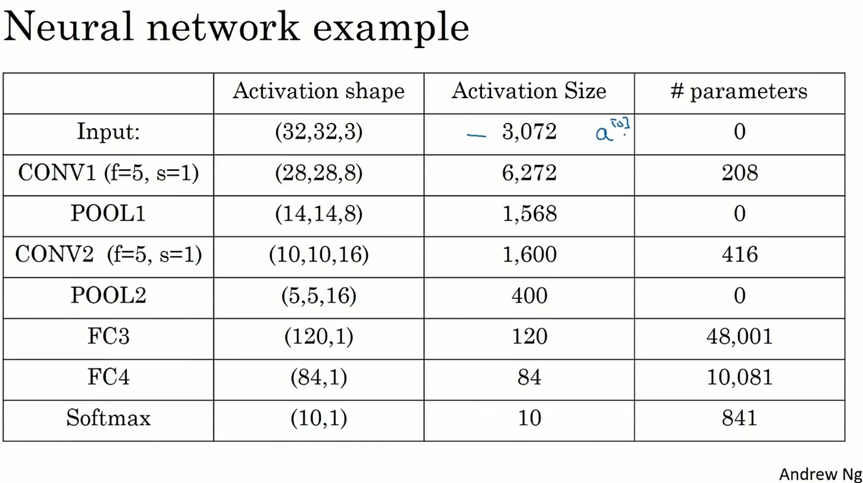 Neural network example
Activation shape Activation Size # parameters
Input: (32,32,3) – 3,072 a[0] 0
CONV1 (f=5, s=1) (28,28,8) 6,272 208
POOL1 (14,14,8) 1,568 0
CONV2 (f=5, s=1) (10,10,16) 1,600 416
POOL2 (5,5,16) 400 0
FC3 (120,1) 120 48,001
FC4 (84,1) 84 10,081
Softmax (10,1) 10 841
Andrew Ng